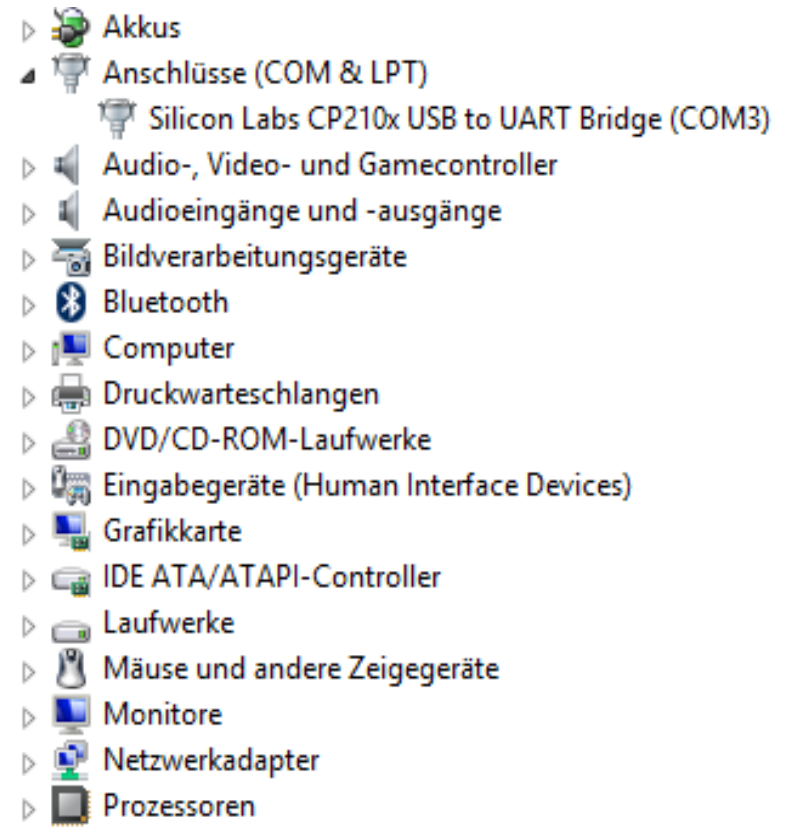 Akkus
Anschlüsse (COM & LPT)
Silicon Labs CP210x USB to UART Bridge (COM3)
Audio-, Video- und Gamecontroller
Audioeingänge und -ausgänge
Bildverarbeitungsgeräte
Bluetooth
Computer
Druckwarteschlangen
DVD/CD-ROM-Laufwerke
Eingabegeräte (Human Interface Devices)
Grafikkarte
IDE ATA/ATAPI-Controller
Laufwerke
Mäuse und andere Zeigegeräte
Monitore
Netzwerkadapter
Prozessoren